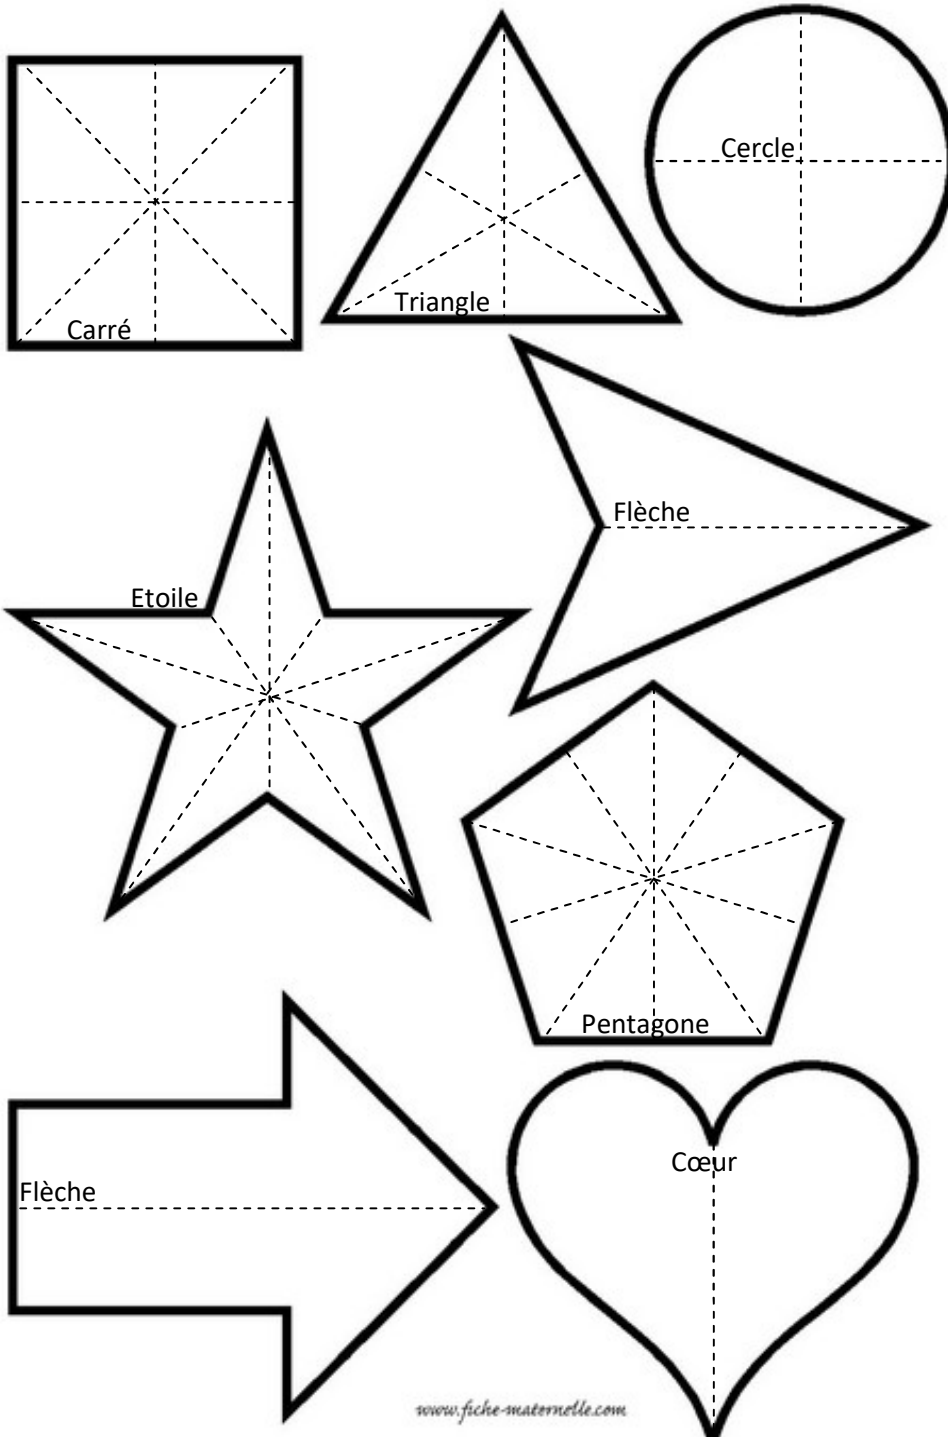 Cercle
Triangle
Carré
Flèche
Etoile
Pentagone
Cœur
Flèche
www.fiche-maternelle.com